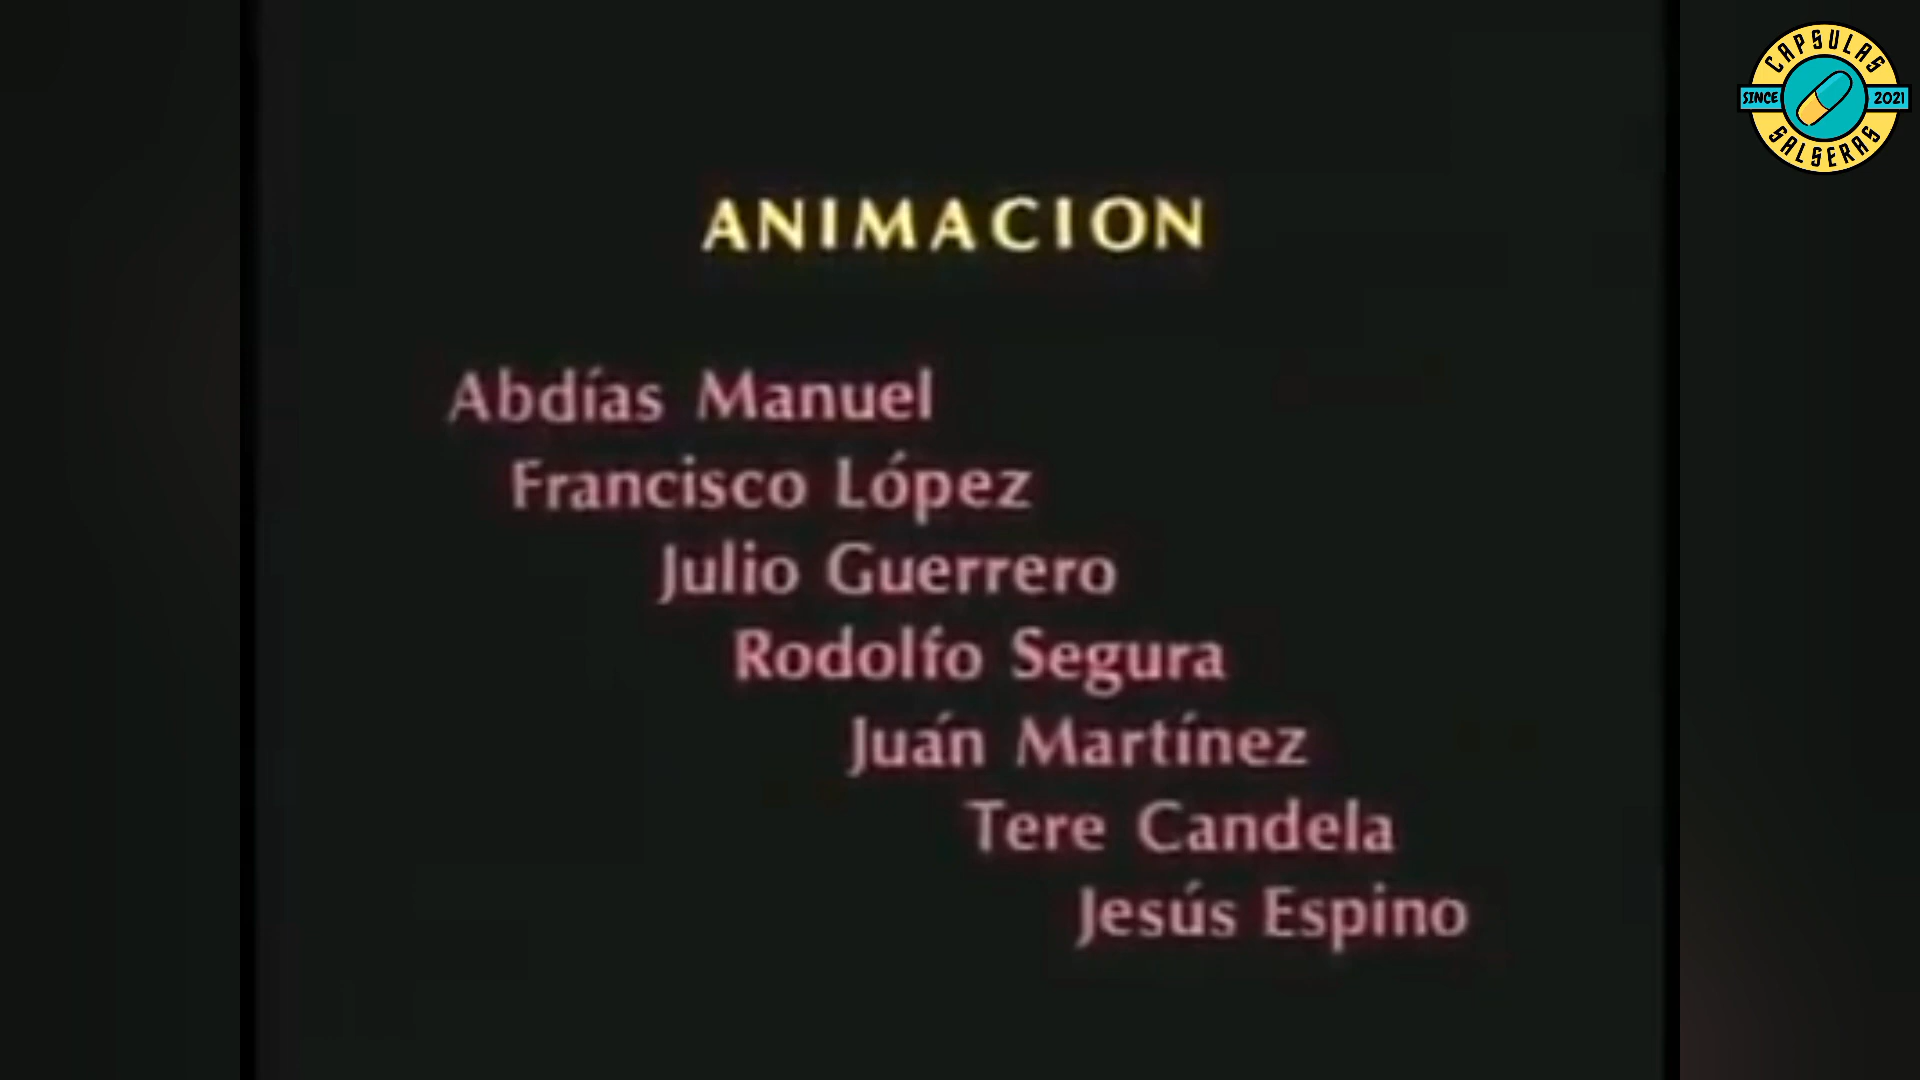 CAPSULAS
SINCE 2021
SALSERAS
ANIMACION
Abdías Manuel
Francisco López
Julio Guerrero
Rodolfo Segura
Juán Martínez
Tere Candela
Jesús Espino